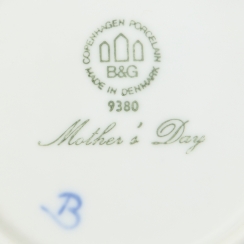 COPENHAGEN PORCELAIN
B&G
MADE IN DENMARK
9380
Mother's Day
B